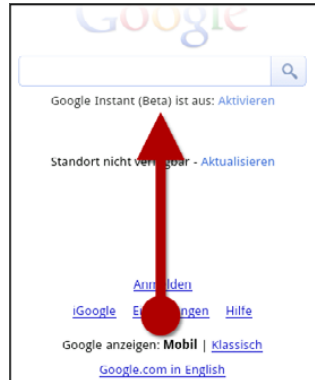 Google
Google Instant (Beta) ist aus: Aktivieren
Standort nicht - Aktualisieren
iGoogle Hilfe
Google anzeigen: Mobil | Klassisch
Google.com in English